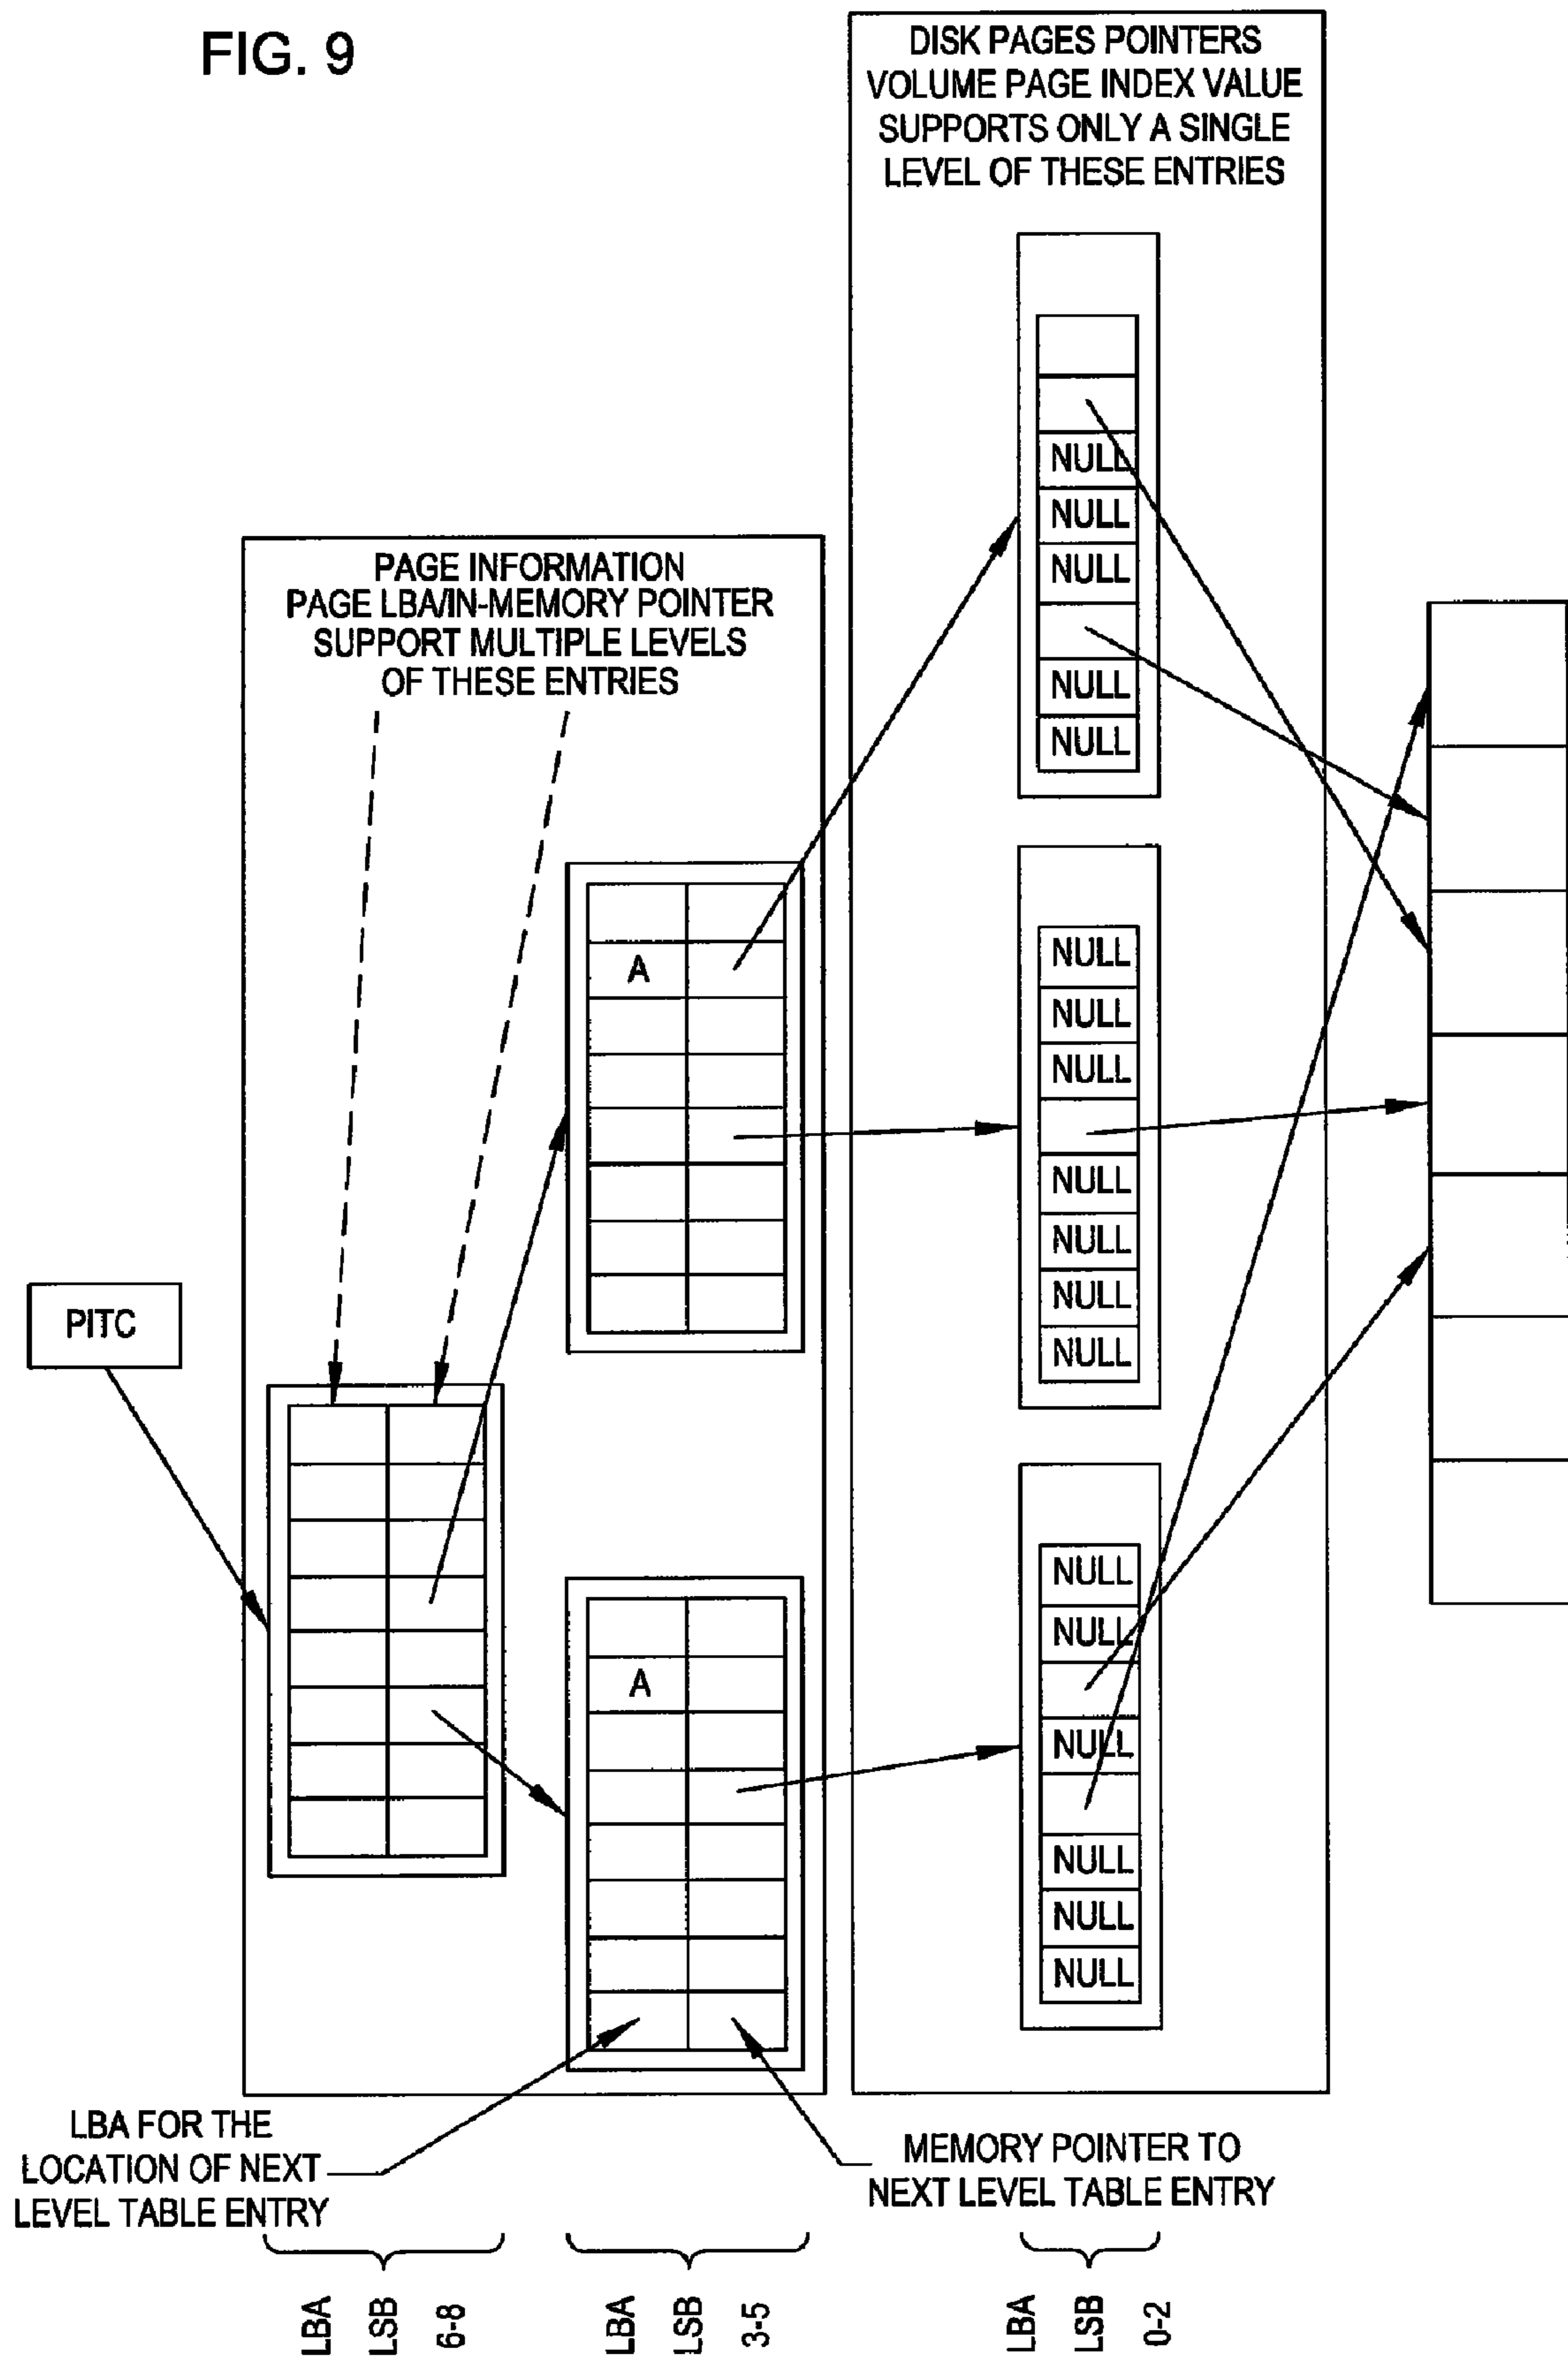 FIG. 9
DISK PAGES POINTERS
VOLUME PAGE INDEX VALUE
SUPPORTS ONLY A SINGLE
LEVEL OF THESE ENTRIES
NULL
NULL
NULL
NULL
NULL
PAGE INFORMATION
PAGE LBA/IN-MEMORY POINTER
SUPPORT MULTIPLE LEVELS
OF THESE ENTRIES
A
NULL
NULL
NULL
NULL
NULL
NULL
NULL
PITC
A
NULL
NULL
NULL
NULL
NULL
NULL
LBA FOR THE
LOCATION OF NEXT
LEVEL TABLE ENTRY
MEMORY POINTER TO
NEXT LEVEL TABLE ENTRY
LBA
LSB
6-8
LBA
LSB
3-5
LBA
LSB
0-2